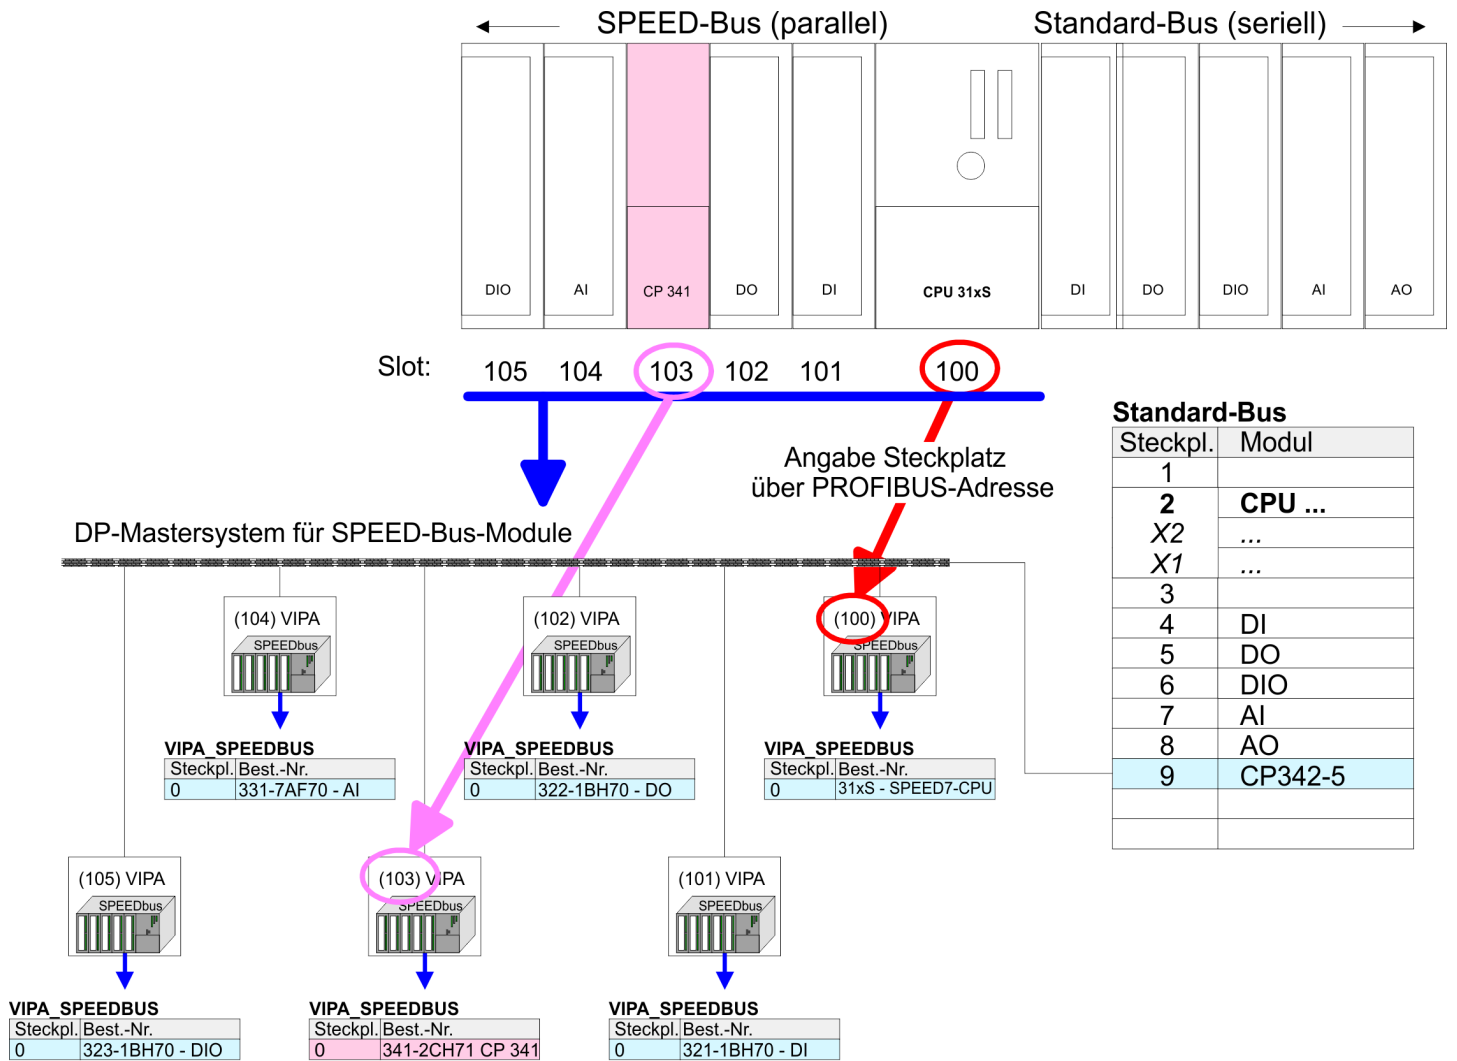 SPEED-Bus (parallel) Standard-Bus (seriell)
DIO AI CP 341 DO DI CPU 31xS DI DO DIO AI AO
Slot: 105 104 103 102 101 100
Angabe Steckplatz
über PROFIBUS-Adresse
DP-Mastersystem für SPEED-Bus-Module
Standard-Bus
Steckpl. Modul
1
2 CPU ...
X2 ...
X1 ...
3
4 DI
5 DO
6 DIO
7 AI
8 AO
9 CP342-5
(104) VIPA
SPEEDbus
VIPA_SPEEDBUS
Steckpl. Best.-Nr.
0 331-7AF70 - AI
(102) VIPA
SPEEDbus
VIPA_SPEEDBUS
Steckpl. Best.-Nr.
0 322-1BH70 - DO
(100) VIPA
SPEEDbus
VIPA_SPEEDBUS
Steckpl. Best.-Nr.
0 31xS - SPEED7-CPU
(105) VIPA
SPEEDbus
VIPA_SPEEDBUS
Steckpl. Best.-Nr.
0 323-1BH70 - DIO
(103) VIPA
SPEEDbus
VIPA_SPEEDBUS
Steckpl. Best.-Nr.
0 341-2CH71 CP 341
(101) VIPA
SPEEDbus
VIPA_SPEEDBUS
Steckpl. Best.-Nr.
0 321-1BH70 - DI